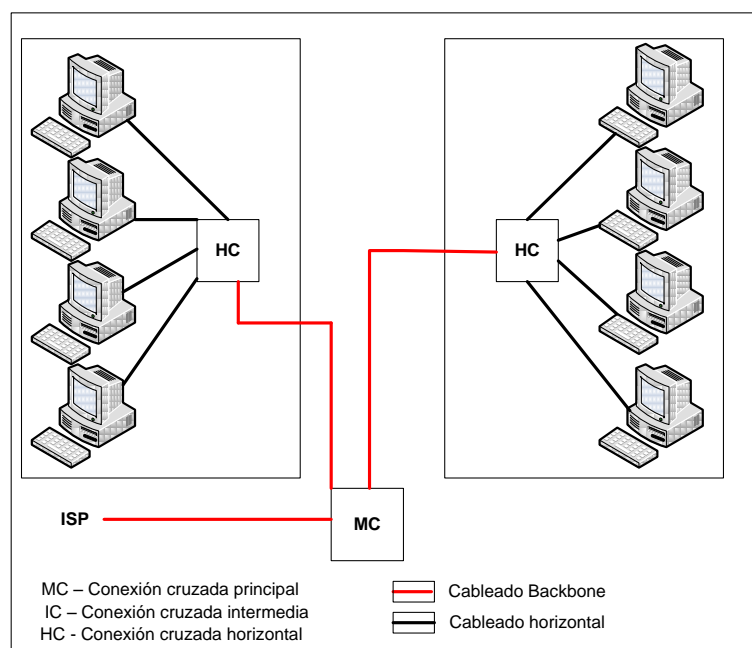 HC
HC
ISP
MC
MC – Conexión cruzada principal
IC – Conexión cruzada intermedia
HC - Conexión cruzada horizontal
Cableado Backbone
Cableado horizontal